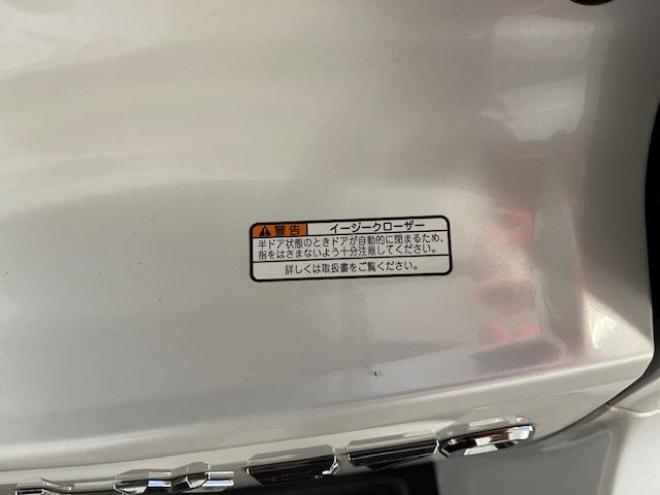 警告 イージークローザー
半ドア状態のときドアが自動的に閉まるため、
指をはさまないよう十分注意してください。
詳しくは取扱書をご覧ください。